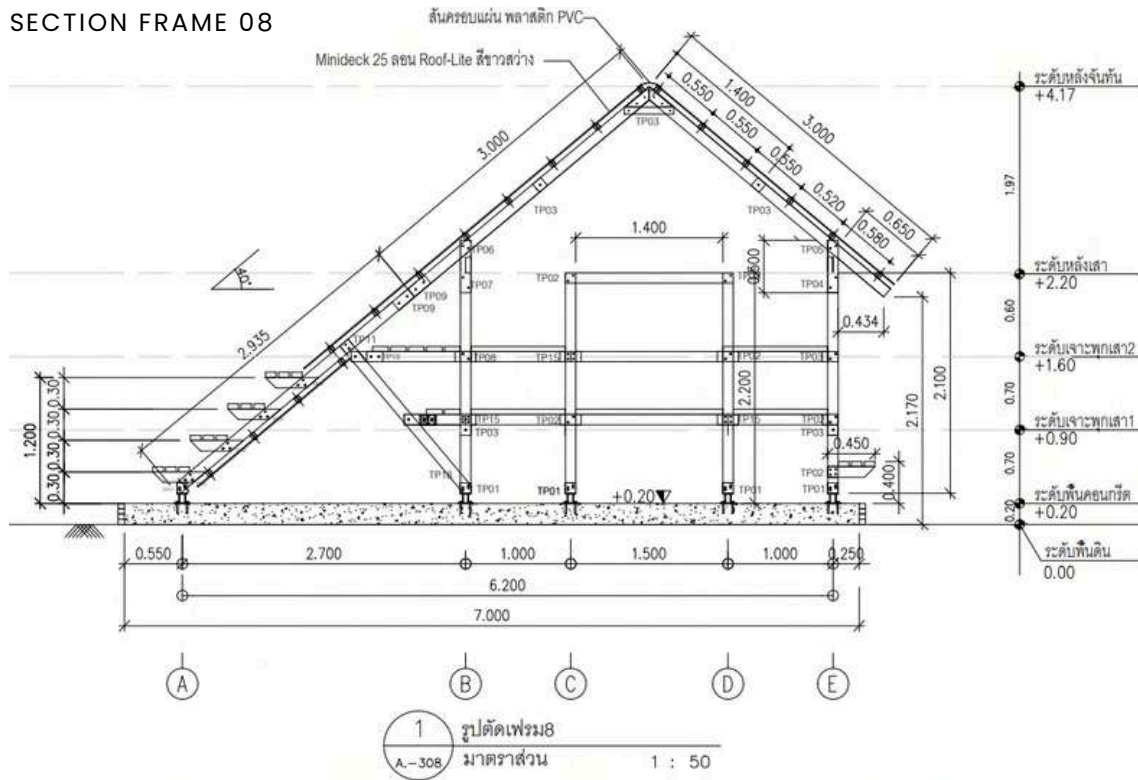 SECTION FRAME 08
สันครอบแผ่น พลาสติก PVC
Minideck 25 ลอน Roof-Lite สีขาวสว่าง
ระดับหลังจันทัน
+4.17
TP03
0.550
1.400
3.000
0.550
0.550
0.520
0.580
0.650
3.000
1.97
TP03
TP03
TP06
TP07
1.400
TP02
TP05
TP04
0.434
ระดับหลังเสา
+2.20
40°
TP09
TP09
2.935
TP11
0.60
TP08
TP15
TP02
TP03
ระดับเจาะพุกเสา2
+1.60
2.200
2.170
2.100
0.70
1.200
0.30
0.30
0.30
0.30
TP15
TP03
TP02
TP15
TP02
TP03
ระดับเจาะพุกเสา1
+0.90
0.450
0.400
0.70
TP02
TP01
TP01
TP01
TP01
+0.20
ระดับพื้นคอนกรีต
+0.20
0.20
ระดับพื้นดิน
0.00
0.550
2.700
1.000
1.500
1.000
0.250
6.200
7.000
A
B
C
D
E
1
รูปตัดเฟรม8
A.-308
มาตราส่วน
1 : 50